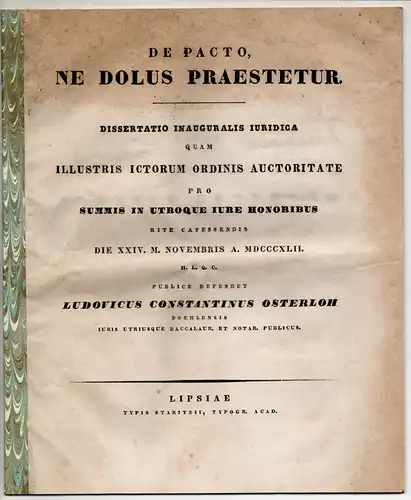 DE PACTO,
NE DOLUS PRAESTETUR.
DISSERTATIO INAUGURALIS IURIDICA
QUAM
ILLUSTRIS ICTORUM ORDINIS AUCTORITATE
PRO
SUMMIS IN UTROQUE IURE HONORIBUS
RITE CAPESSENDIS
DIE XXIV. M. NOVEMBRIS A. MDCCCXLII.
H. L. Q. C.
PUBLICE DEFENDET
LUDOVICUS CONSTANTINUS OSTERLOH
DOEHLENSIS
IURIS UTRIUSQUE BACCALAUR. ET NOTAR. PUBLICUS.
LIPSIAE
TYPIS STARITZII, TYPOGR. ACAD.